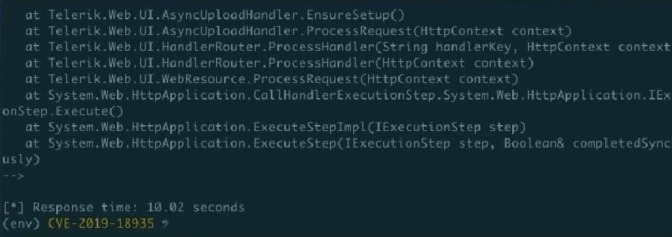 at Telerik.Web.UI.AsyncUploadHandler.EnsureSetup()
at Telerik.Web.UI.AsyncUploadHandler.ProcessRequest(HttpContext context)
at Telerik.Web.UI.HandlerRouter.ProcessHandler(String handlerKey, HttpContext context
at Telerik.Web.UI.HandlerRouter.ProcessHandler(HttpContext context)
at Telerik.Web.UI.WebResource.ProcessRequest(HttpContext context)
at System.Web.HttpApplication.CallHandlerExecutionStep.System.Web.HttpApplication.IEx
onStep.Execute()
at System.Web.HttpApplication.ExecuteStepImpl(IExecutionStep step)
at System.Web.HttpApplication.ExecuteStep(IExecutionStep step, Boolean& completedSync
usly)
-->
[*] Response time: 10.02 seconds
(env) CVE-2019-18935